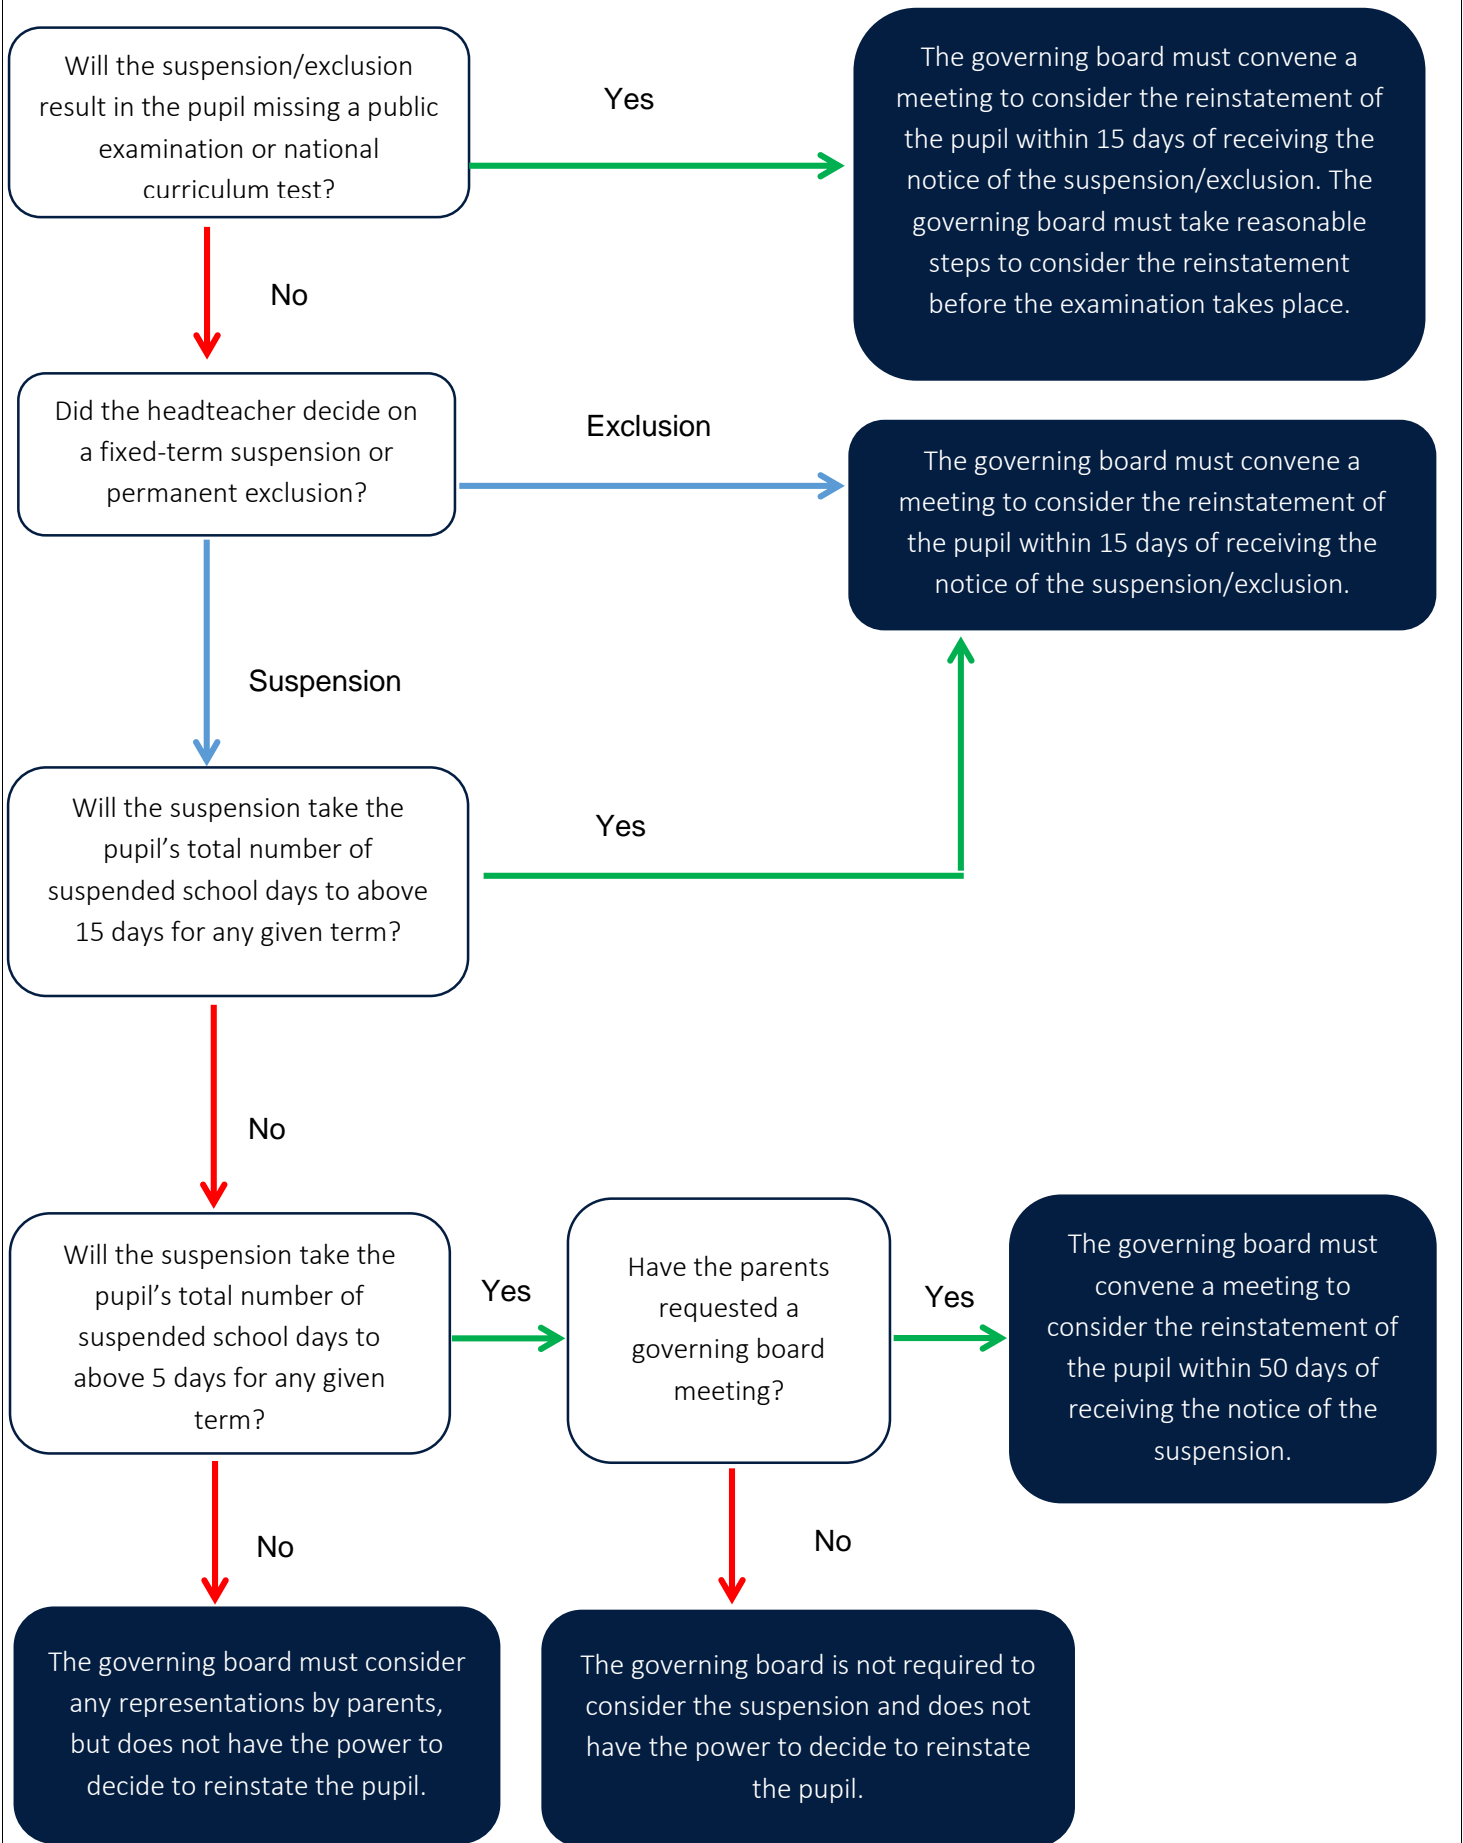 Will the suspension/exclusion
result in the pupil missing a public
examination or national
curriculum test?
Yes
The governing board must convene a
meeting to consider the reinstatement of
the pupil within 15 days of receiving the
notice of the suspension/exclusion. The
governing board must take reasonable
steps to consider the reinstatement
before the examination takes place.
No
Did the headteacher decide on
a fixed-term suspension or
permanent exclusion?
Exclusion
The governing board must convene a
meeting to consider the reinstatement of
the pupil within 15 days of receiving the
notice of the suspension/exclusion.
Suspension
Will the suspension take the
pupil’s total number of
suspended school days to above
15 days for any given term?
Yes
No
Will the suspension take the
pupil’s total number of
suspended school days to
above 5 days for any given
term?
Yes
Have the parents
requested a
governing board
meeting?
Yes
The governing board must
convene a meeting to
consider the reinstatement of
the pupil within 50 days of
receiving the notice of the
suspension.
No
No
The governing board must consider
any representations by parents,
but does not have the power to
decide to reinstate the pupil.
The governing board is not required to
consider the suspension and does not
have the power to decide to reinstate
the pupil.